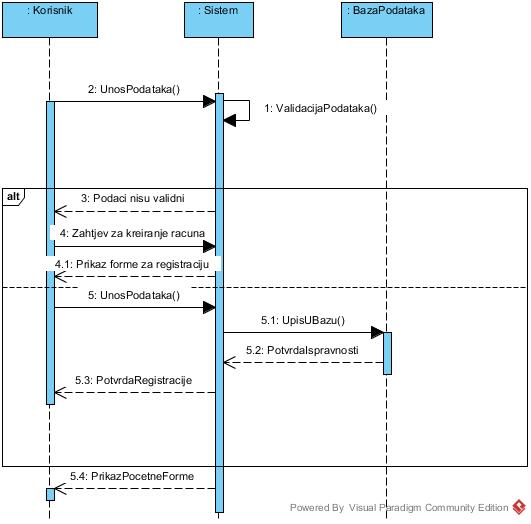 : Korisnik
: Sistem
: BazaPodataka
2: UnosPodataka()
1: ValidacijaPodataka()
alt
3: Podaci nisu validni
4: Zahtjev za kreiranje racuna
4.1: Prikaz forme za registraciju
5: UnosPodataka()
5.1: UpisUBazu()
5.2: PotvrdaIspravnosti
5.3: PotvrdaRegistracije
5.4: PrikazPocetneForme
Powered By Visual Paradigm Community Edition